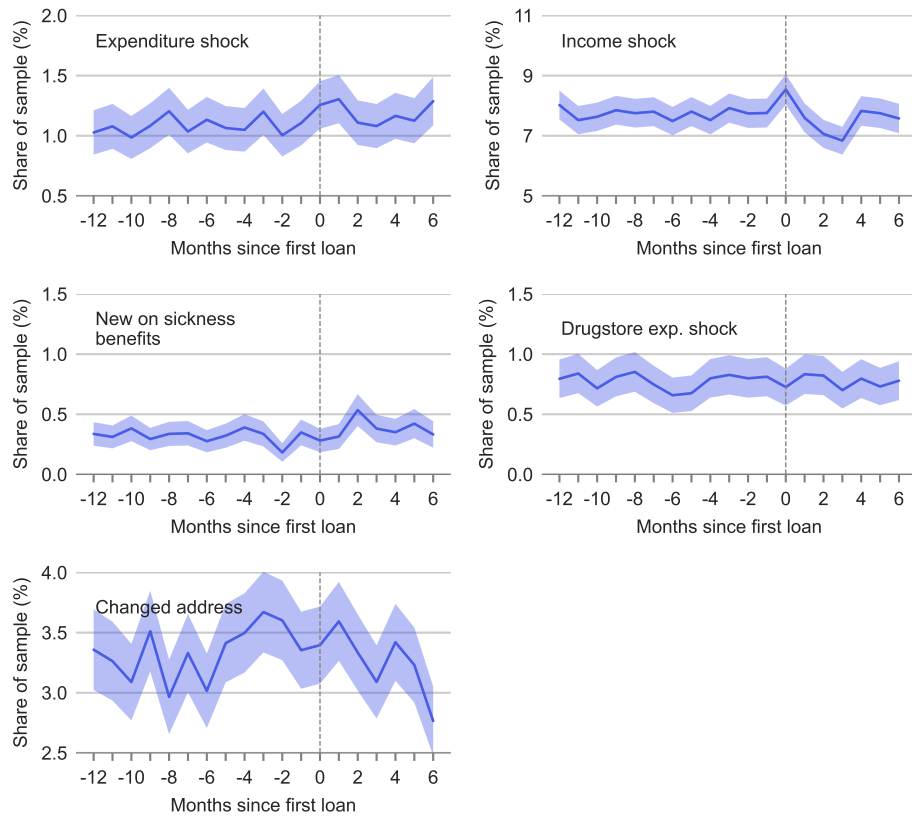 Expenditure shock
Share of sample (%)
2.0
1.5
1.0
0.5
-12 -10 -8 -6 -4 -2 0 2 4 6
Months since first loan
Income shock
Share of sample (%)
11
9
7
5
-12 -10 -8 -6 -4 -2 0 2 4 6
Months since first loan
New on sickness
benefits
Share of sample (%)
1.5
1.0
0.5
0.0
-12 -10 -8 -6 -4 -2 0 2 4 6
Months since first loan
Drugstore exp. shock
Share of sample (%)
1.5
1.0
0.5
0.0
-12 -10 -8 -6 -4 -2 0 2 4 6
Months since first loan
Changed address
Share of sample (%)
4.0
3.5
3.0
2.5
-12 -10 -8 -6 -4 -2 0 2 4 6
Months since first loan